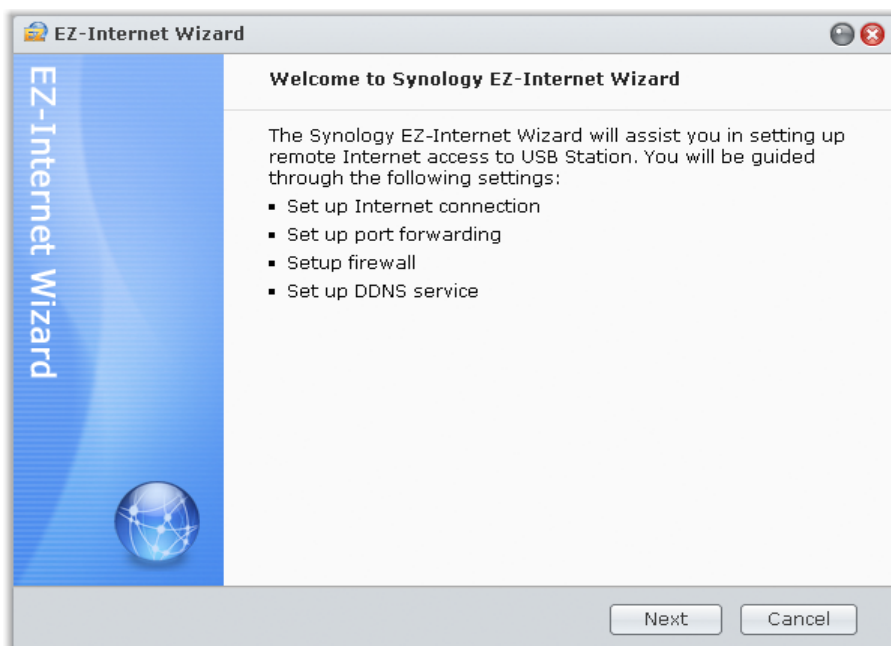 EZ-Internet Wizard
EZ-Internet Wizard
Welcome to Synology EZ-Internet Wizard
The Synology EZ-Internet Wizard will assist you in setting up
remote Internet access to USB Station. You will be guided
through the following settings:
▪ Set up Internet connection
▪ Set up port forwarding
▪ Setup firewall
▪ Set up DDNS service
Next
Cancel